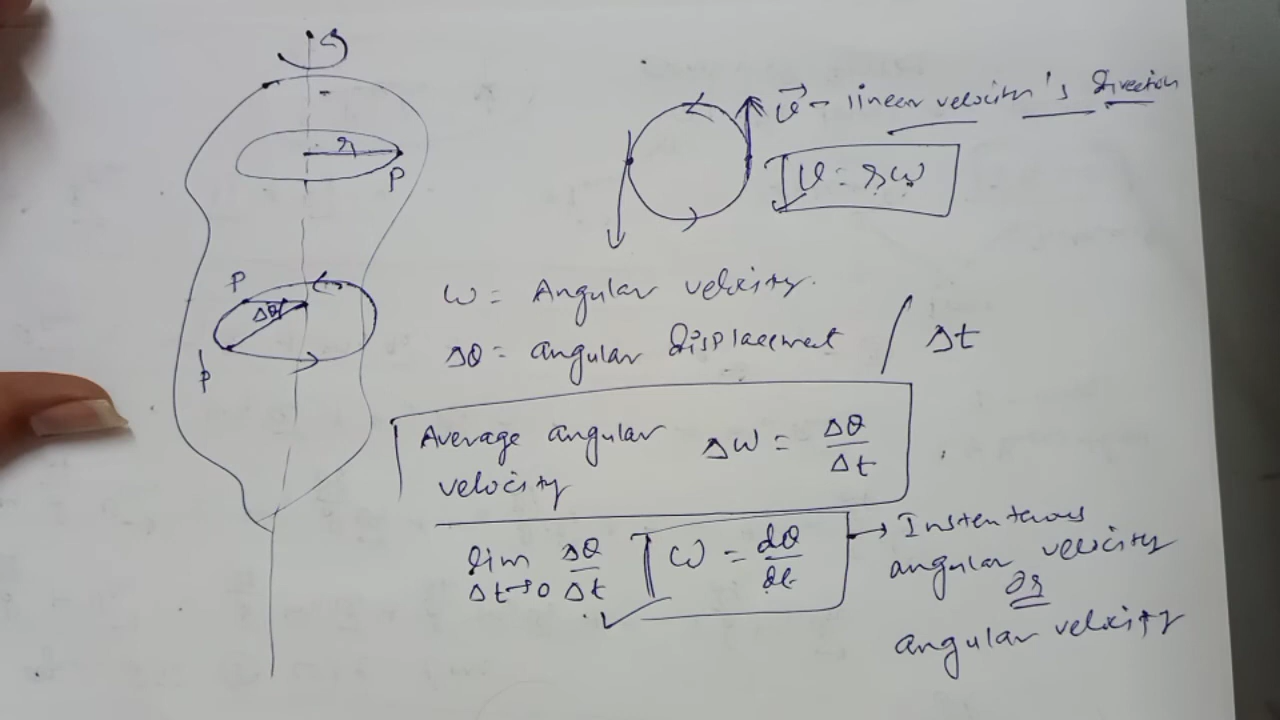 r
P
P
Δθ
p
v⃗ - linear velocity's direction
v = rω
ω = Angular velocity.
Δθ = angular displacement / Δt
Average angular velocity Δω = Δθ/Δt
lim Δt→0 Δθ/Δt ω = dθ/dt → Instenteous
angular velocity
or
angular velocity